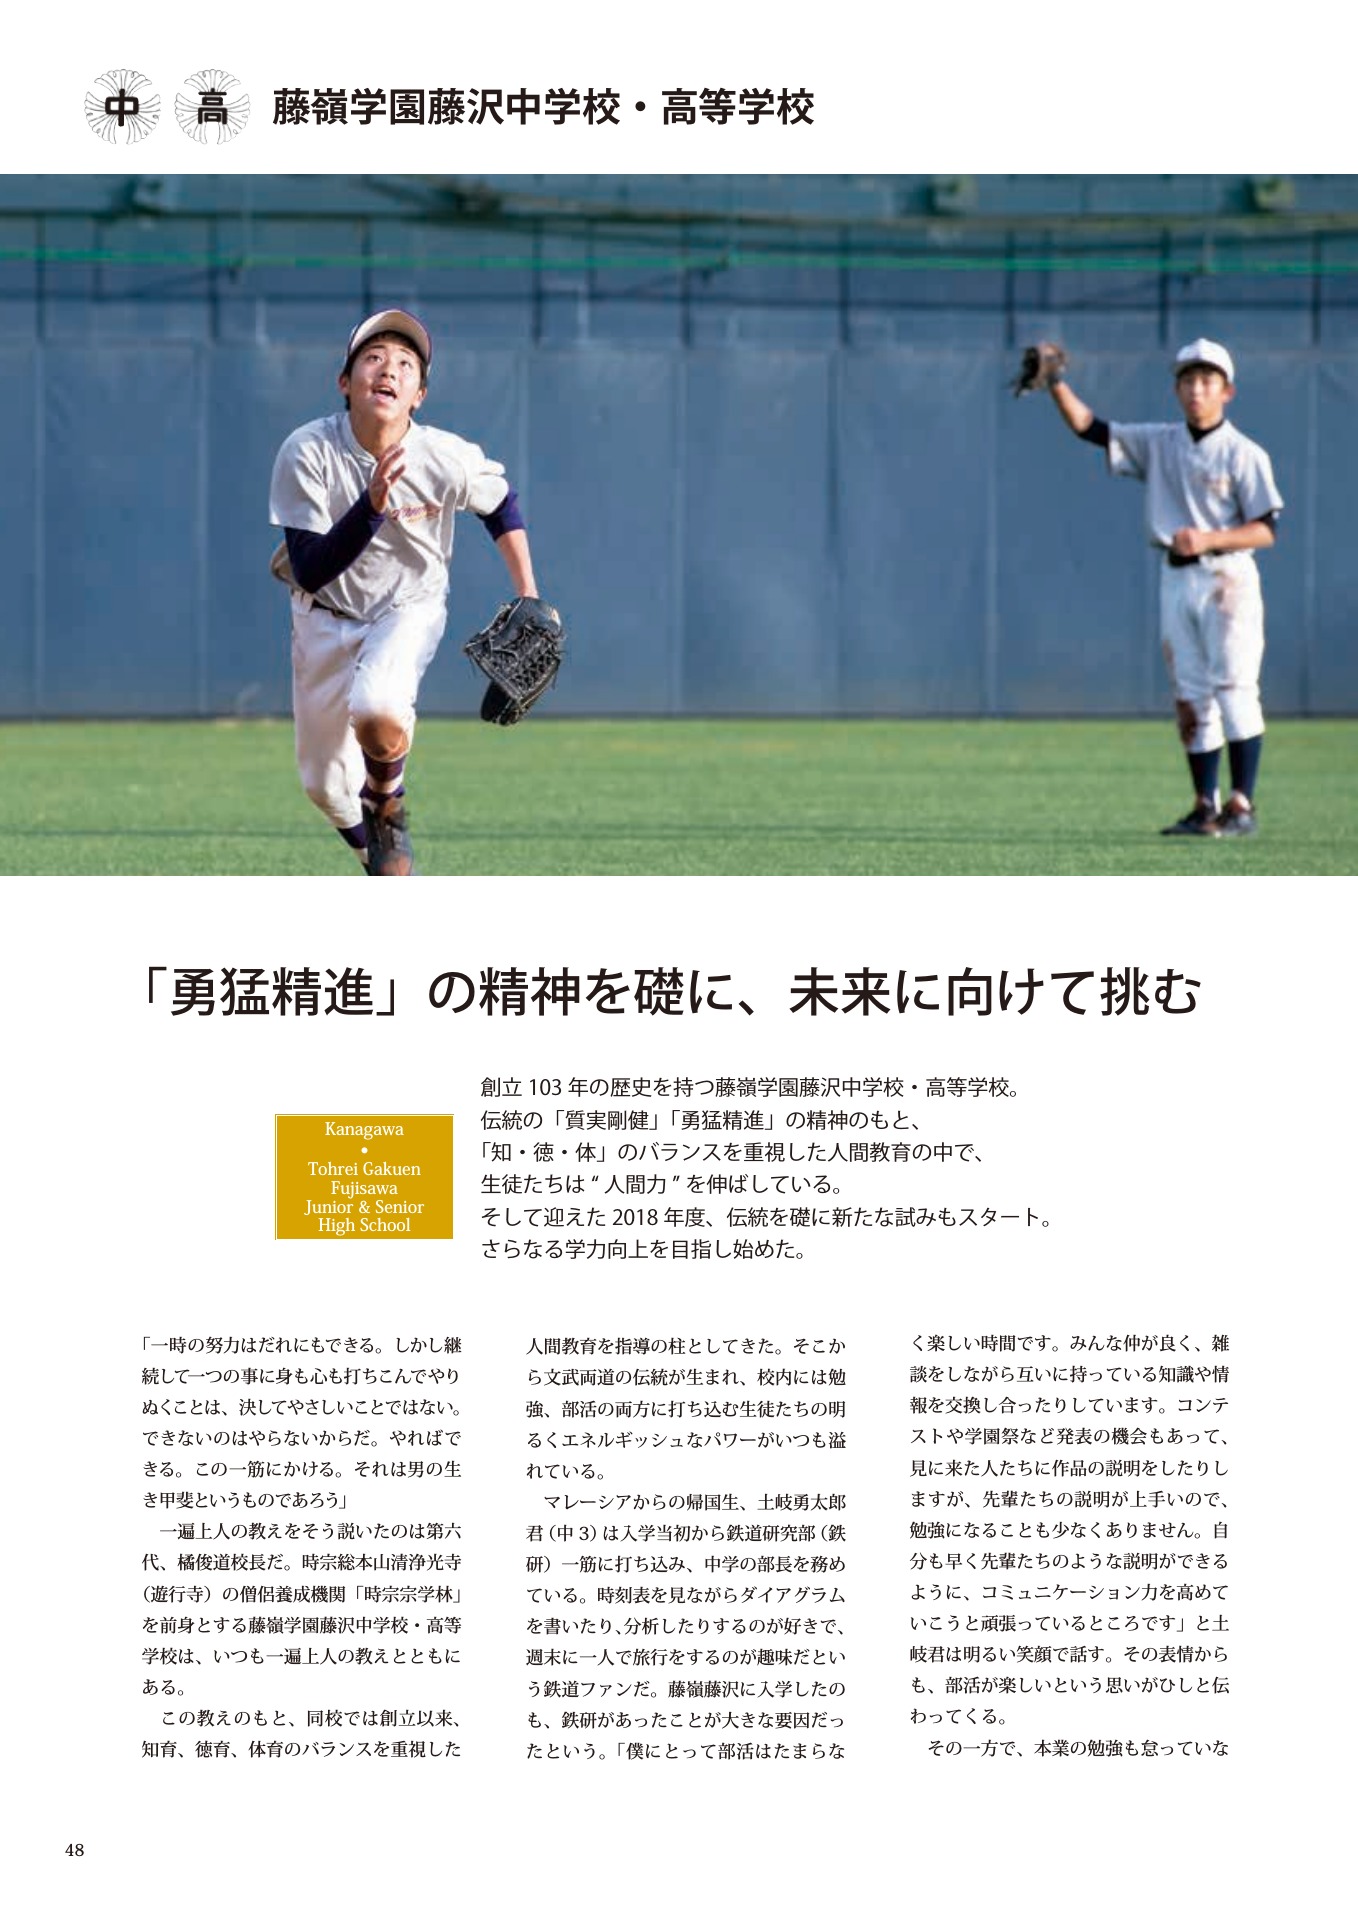 中 高 藤嶺学園藤沢中学校・高等学校
「勇猛精進」の精神を礎に、未来に向けて挑む
Kanagawa
・
Tohrei Gakuen
Fujisawa
Junior & Senior
High School
創立 103 年の歴史を持つ藤嶺学園藤沢中学校・高等学校。
伝統の「質実剛健」「勇猛精進」の精神のもと、
「知・徳・体」のバランスを重視した人間教育の中で、
生徒たちは “ 人間力 ” を伸ばしている。
そして迎えた 2018 年度、伝統を礎に新たな試みもスタート。
さらなる学力向上を目指し始めた。
「一時の努力はだれにもできる。しかし継
続して一つの事に身も心も打ちこんでやり
ぬくことは、決してやさしいことではない。
できないのはやらないからだ。やればで
きる。この一筋にかける。それは男の生
き甲斐というものであろう」
　一遍上人の教えをそう説いたのは第六
代、橘俊道校長だ。時宗総本山清浄光寺
（遊行寺）の僧侶養成機関「時宗宗学林」
を前身とする藤嶺学園藤沢中学校・高等
学校は、いつも一遍上人の教えとともに
ある。
　この教えのもと、同校では創立以来、
知育、徳育、体育のバランスを重視した
人間教育を指導の柱としてきた。そこか
ら文武両道の伝統が生まれ、校内には勉
強、部活の両方に打ち込む生徒たちの明
るくエネルギッシュなパワーがいつも溢
れている。
　マレーシアからの帰国生、土岐勇太郎
君（中 3）は入学当初から鉄道研究部（鉄
研）一筋に打ち込み、中学の部長を務め
ている。時刻表を見ながらダイアグラム
を書いたり、分析したりするのが好きで、
週末に一人で旅行をするのが趣味だとい
う鉄道ファンだ。藤嶺藤沢に入学したの
も、鉄研があったことが大きな要因だっ
たという。「僕にとって部活はたまらな
く楽しい時間です。みんな仲が良く、雑
談をしながら互いに持っている知識や情
報を交換し合ったりしています。コンテ
ストや学園祭など発表の機会もあって、
見に来た人たちに作品の説明をしたりし
ますが、先輩たちの説明が上手いので、
勉強になることも少なくありません。自
分も早く先輩たちのような説明ができる
ように、コミュニケーション力を高めて
いこうと頑張っているところです」と土
岐君は明るい笑顔で話す。その表情から
も、部活が楽しいという思いがひしと伝
わってくる。
　その一方で、本業の勉強も怠っていな
48